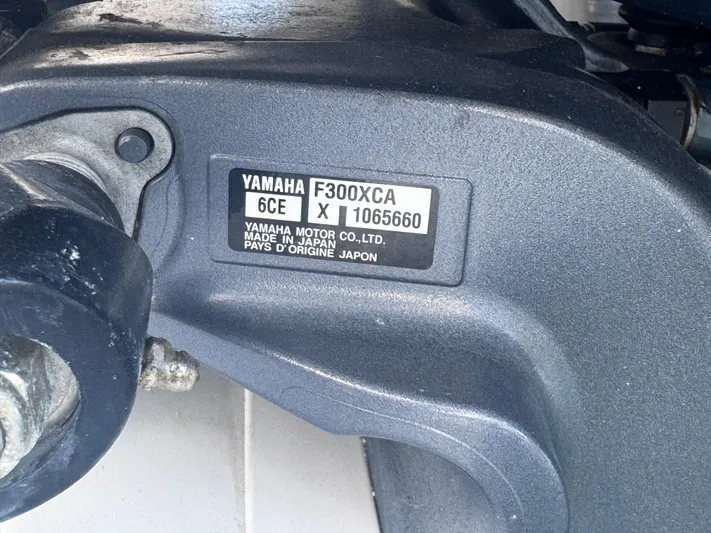 YAMAHA F300XCA
6CE X 1065660
YAMAHA MOTOR CO.,LTD.
MADE IN JAPAN
PAYS D'ORIGINE JAPON